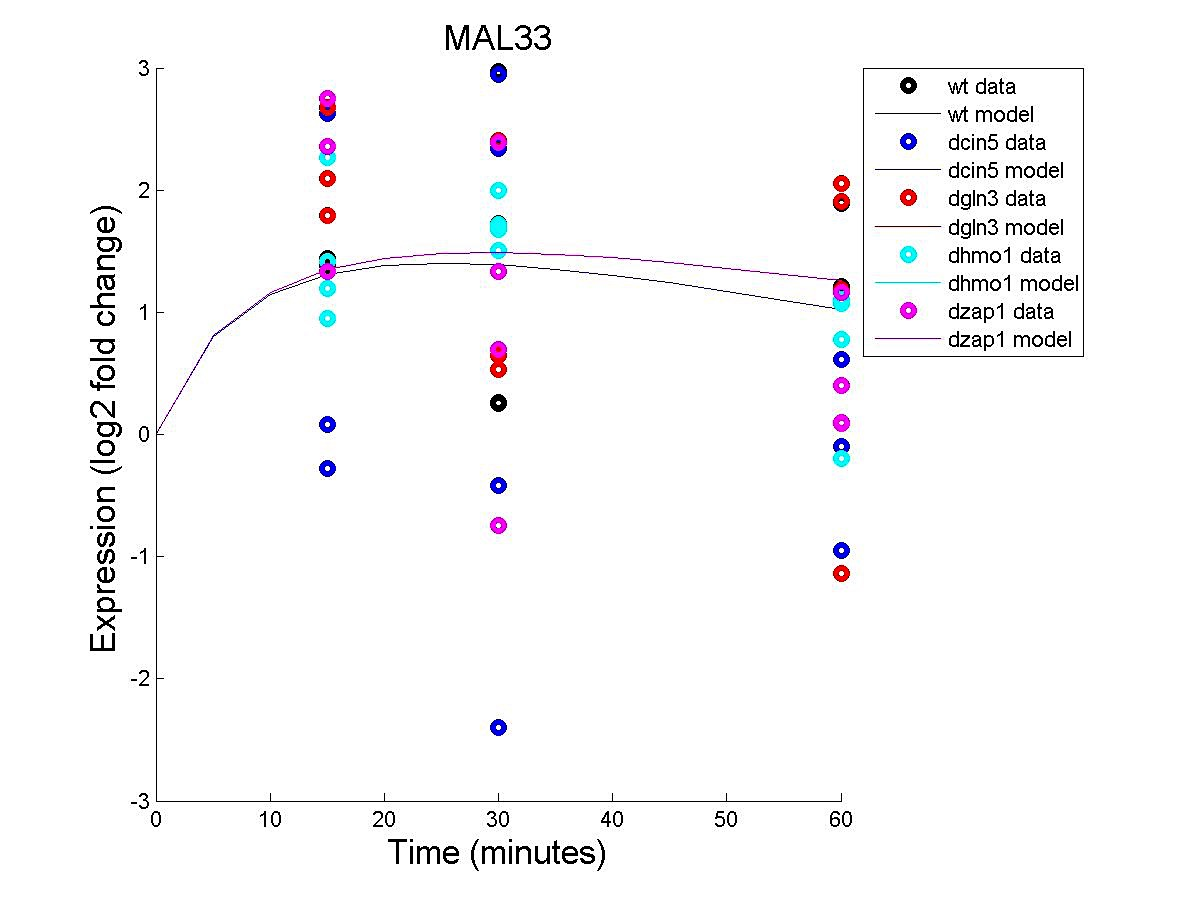 MAL33
3
2
1
0
-1
-2
-3
Expression (log2 fold change)
0 10 20 30 40 50 60
Time (minutes)
wt data
wt model
dcin5 data
dcin5 model
dgln3 data
dgln3 model
dhmo1 data
dhmo1 model
dzap1 data
dzap1 model